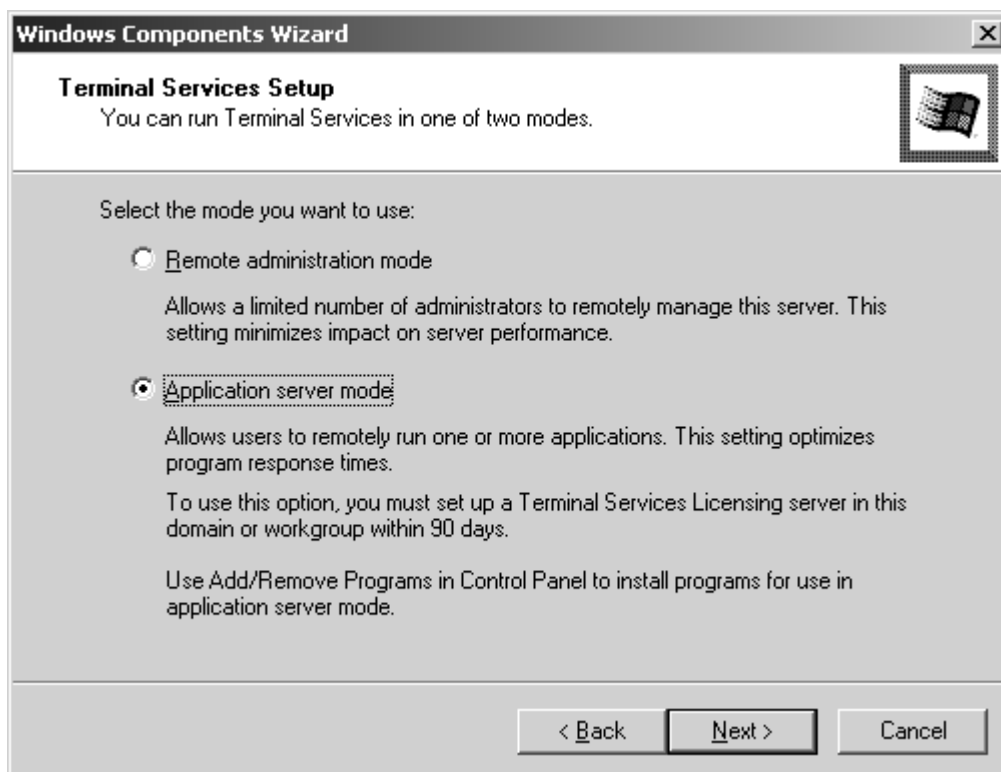 Windows Components Wizard
Terminal Services Setup
You can run Terminal Services in one of two modes.
Select the mode you want to use:
Remote administration mode
Allows a limited number of administrators to remotely manage this server. This
setting minimizes impact on server performance.
Application server mode
Allows users to remotely run one or more applications. This setting optimizes
program response times.
To use this option, you must set up a Terminal Services Licensing server in this
domain or workgroup within 90 days.
Use Add/Remove Programs in Control Panel to install programs for use in
application server mode.
< Back Next > Cancel